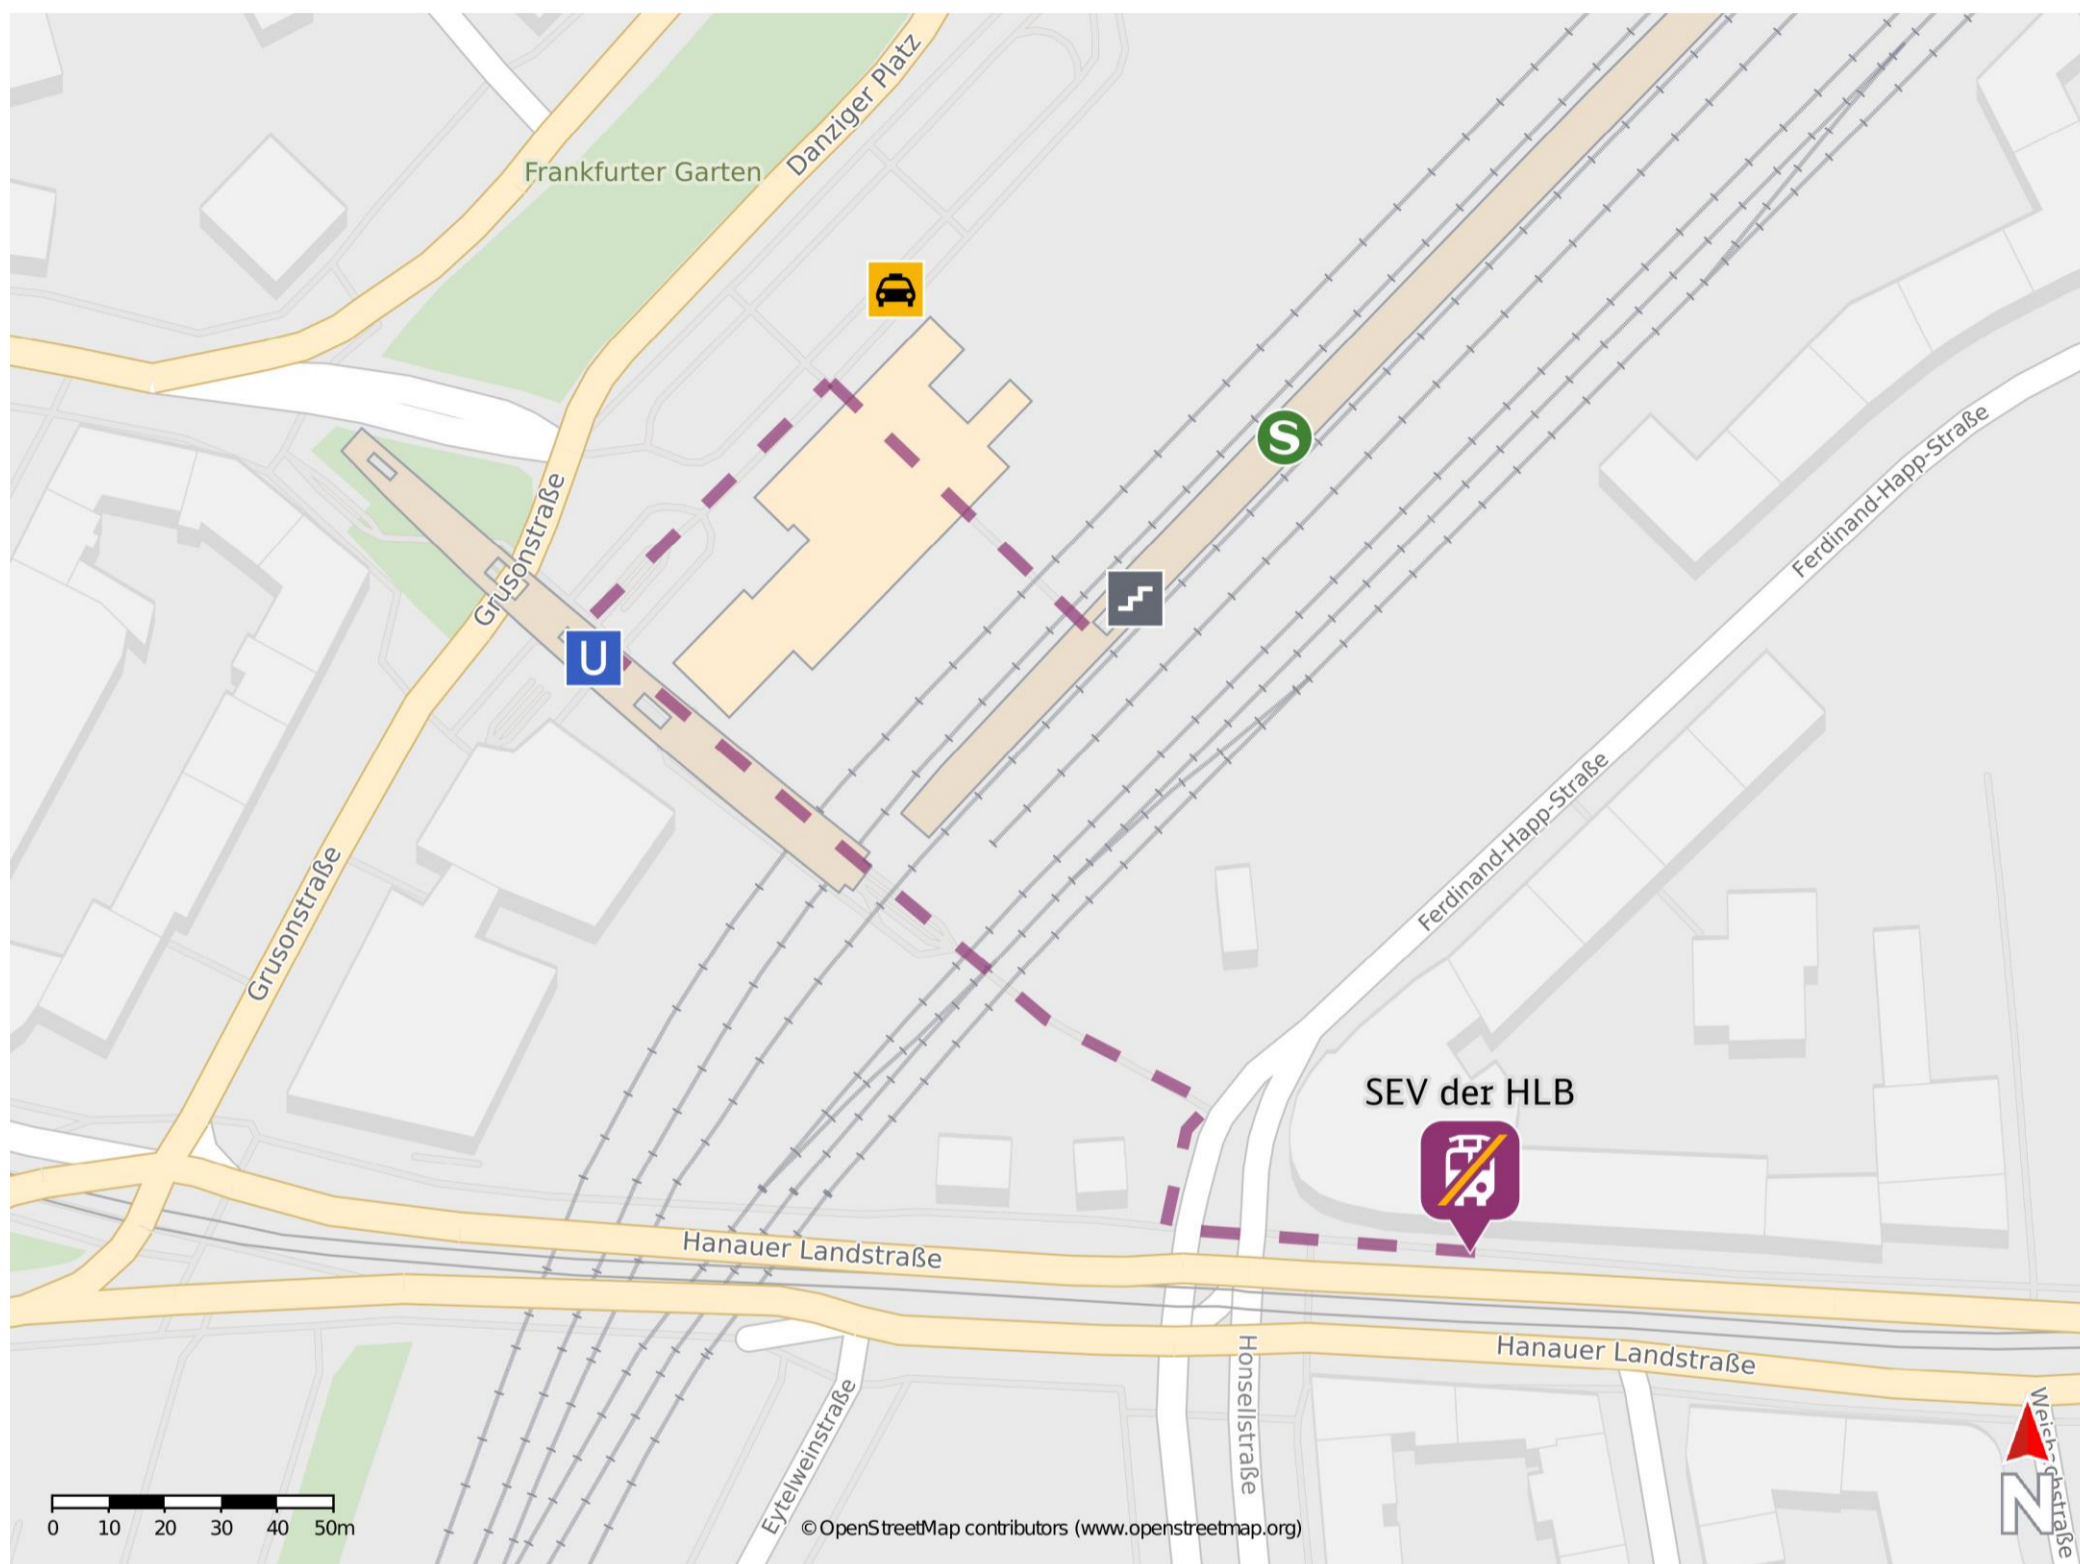 Danziger Platz
Frankfurter Garten
S
Ferdinand-Happ-Straße
Grusonstraße
U
Ferdinand-Happ-Straße
Grusonstraße
SEV der HLB
Hanauer Landstraße
Hanauer Landstraße
Honsellstraße
Eytelweinstraße
Weisbachstraße
N
0 10 20 30 40 50m
© OpenStreetMap contributors (www.openstreetmap.org)